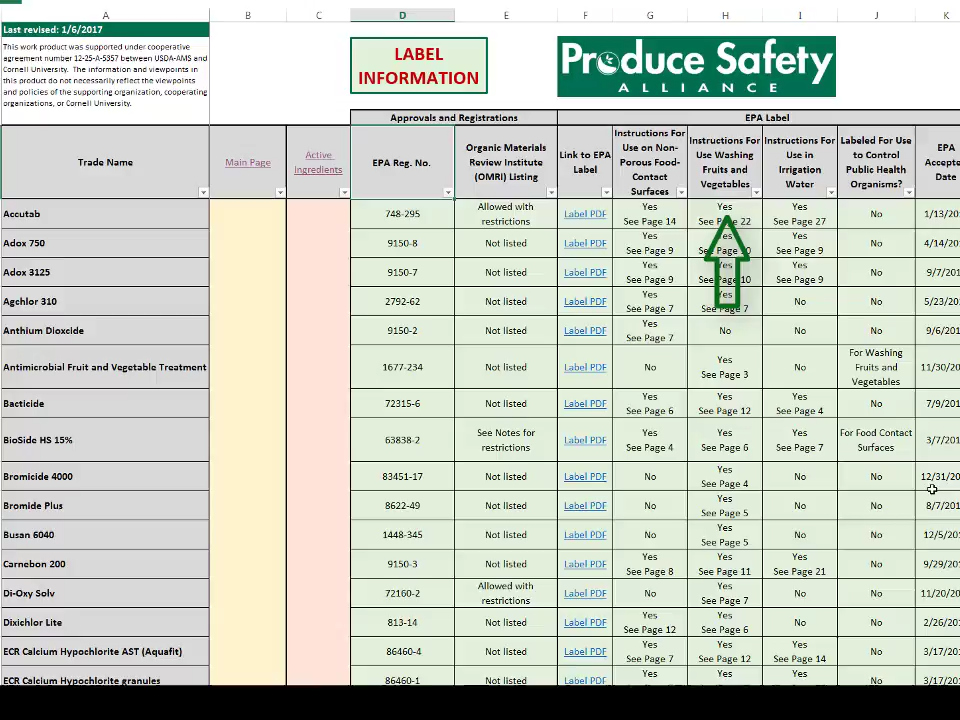 A B C D E F G H I J K
Last revised: 1/6/2017
This work product was supported under cooperative
agreement number 12-25-A-5357 between USDA-AMS and
Cornell University. The information and viewpoints in
this product do not necessarily reflect the viewpoints
and policies of the supporting organization, cooperating
organizations, or Cornell University.
LABEL
INFORMATION
Produce Safety
ALLIANCE
Approvals and Registrations EPA Label
Trade Name
Main Page
Active
Ingredients
EPA Reg. No.
Organic Materials
Review Institute
(OMRI) Listing
Link to EPA
Label
Instructions For
Use on Non-
Porous Food-
Contact
Surfaces
Instructions For
Use Washing
Fruits and
Vegetables
Instructions For
Use in
Irrigation
Water
Labeled For Use
to Control
Public Health
Organisms?
EPA
Date
Accutab 748-295 Allowed with restrictions Label PDF Yes See Page 14 Yes See Page 22 Yes See Page 27 No 1/13/
Adox 750 9150-8 Not listed Label PDF Yes See Page 9 Yes Yes See Page 9 No 4/14/
Adox 3125 9150-7 Not listed Label PDF Yes See Page 9 Yes See Page 10 Yes See Page 9 No 9/7/
Agchlor 310 2792-62 Not listed Label PDF Yes See Page 7 Yes See Page 7 No No 5/23/
Anthium Dioxcide 9150-2 Not listed Label PDF Yes See Page 7 No No No 9/6/
Antimicrobial Fruit and Vegetable Treatment 1677-234 Not listed Label PDF No Yes See Page 3 No For Washing Fruits and Vegetables 11/30/
Bacticide 72315-6 Not listed Label PDF Yes See Page 6 Yes See Page 12 Yes See Page 4 No 7/9/
BioSide HS 15% 63838-2 See Notes for restrictions Label PDF Yes See Page 4 Yes See Page 6 Yes See Page 7 For Food Contact Surfaces 3/7/
Bromicide 4000 83451-17 Not listed Label PDF No Yes See Page 4 No No 12/31/
Bromide Plus 8622-49 Not listed Label PDF No Yes See Page 5 No No 8/7/
Busan 6040 1448-345 Not listed Label PDF No Yes See Page 5 No No 12/5/
Carnebon 200 9150-3 Not listed Label PDF Yes See Page 8 Yes See Page 11 Yes See Page 21 No 9/29/
Di-Oxy Solv 72160-2 Allowed with restrictions Label PDF No Yes See Page 7 No No 11/20/
Dixichlor Lite 813-14 Not listed Label PDF Yes See Page 12 Yes See Page 6 No No 2/26/
ECR Calcium Hypochlorite AST (Aquafit) 86460-4 Not listed Label PDF Yes See Page 7 Yes See Page 12 Yes See Page 14 No 3/17/
ECR Calcium Hypochlorite granules 86460-1 Not listed Label PDF Yes Yes Yes No 3/17/